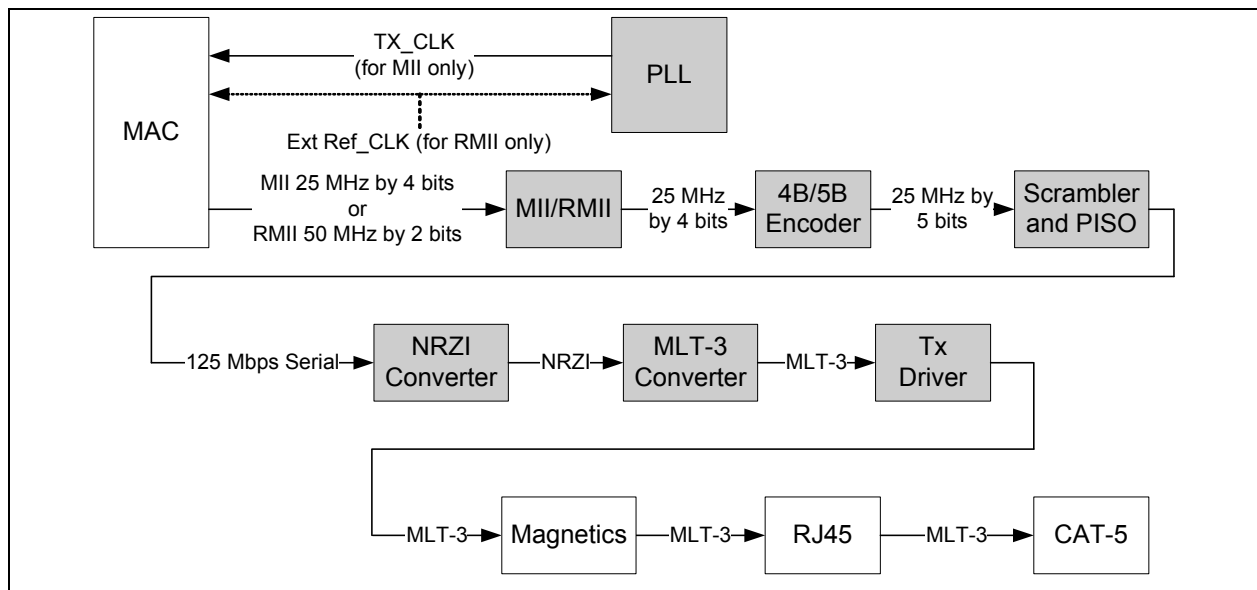 TX_CLK
(for MII only)
PLL
MAC
Ext Ref_CLK (for RMII only)
MII 25 MHz by 4 bits
or
RMII 50 MHz by 2 bits
MII/RMII
25 MHz
by 4 bits
4B/5B
Encoder
25 MHz by
5 bits
Scrambler
and PISO
125 Mbps Serial
NRZI
Converter
NRZI
MLT-3
Converter
MLT-3
Tx
Driver
MLT-3
Magnetics
MLT-3
RJ45
MLT-3
CAT-5